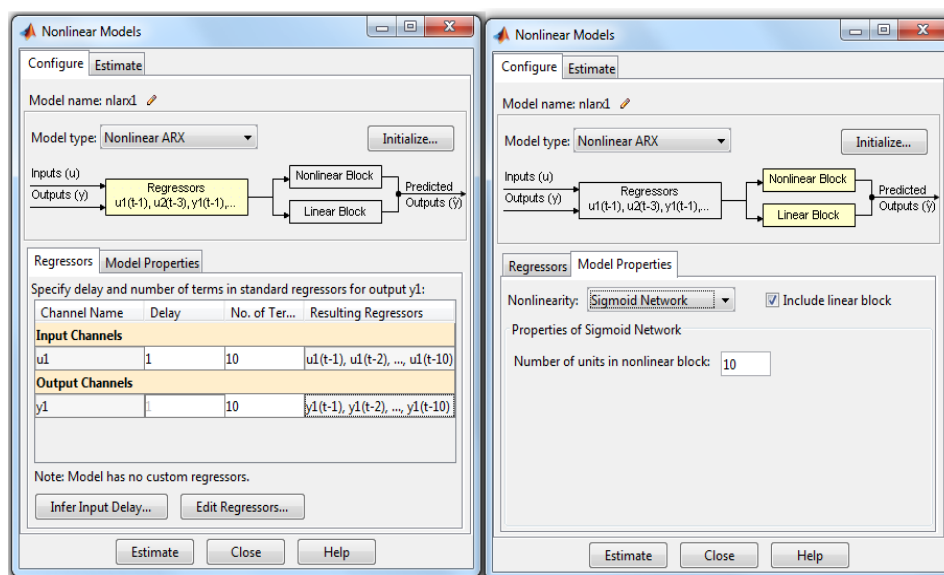 Nonlinear Models
Configure Estimate
Model name: nlarx1
Model type: Nonlinear ARX Initialize...
Inputs (u)
Outputs (y)
Regressors
u1(t-1), u2(t-3), y1(t-1),...
Nonlinear Block
Linear Block
Predicted
Outputs (ŷ)
Regressors Model Properties
Specify delay and number of terms in standard regressors for output y1:
Channel Name Delay No. of Ter... Resulting Regressors
Input Channels
u1 1 10 u1(t-1), u1(t-2), ..., u1(t-10)
Output Channels
y1 1 10 y1(t-1), y1(t-2), ..., y1(t-10)
Note: Model has no custom regressors.
Infer Input Delay... Edit Regressors...
Estimate Close Help
Nonlinear Models
Configure Estimate
Model name: nlarx1
Model type: Nonlinear ARX Initialize...
Inputs (u)
Outputs (y)
Regressors
u1(t-1), u2(t-3), y1(t-1),...
Nonlinear Block
Linear Block
Predicted
Outputs (ŷ)
Regressors Model Properties
Nonlinearity: Sigmoid Network Include linear block
Properties of Sigmoid Network
Number of units in nonlinear block: 10
Estimate Close Help